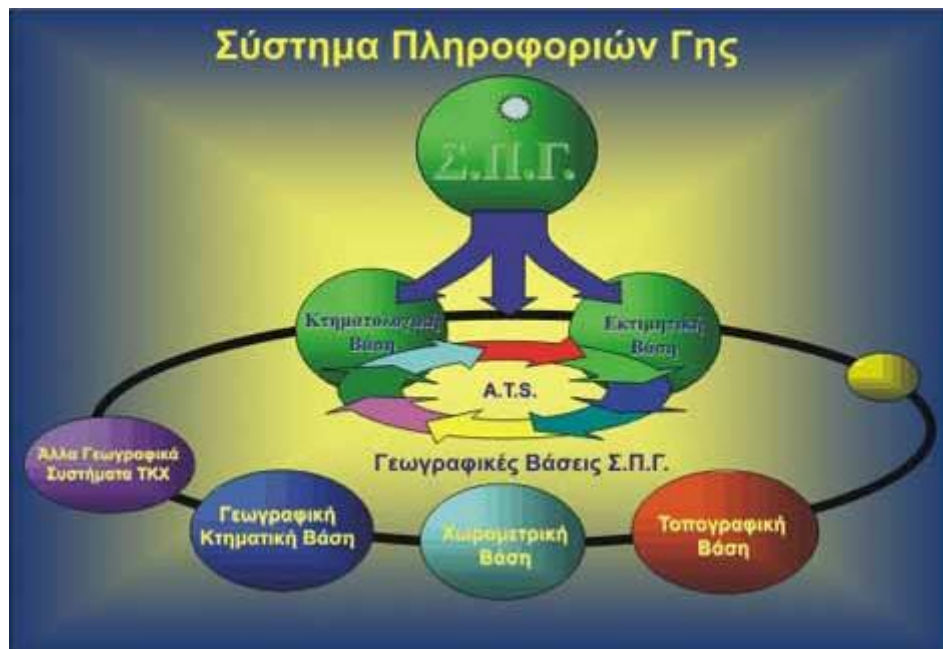 Σύστημα Πληροφοριών Γης
Σ.Π.Γ.
Κτηματολογική
Βάση
Εκτιμητική
Βάση
A.T.S.
Γεωγραφικές Βάσεις Σ.Π.Γ.
Άλλα Γεωγραφικά
Συστήματα ΤΚΧ
Γεωγραφική
Κτηματική Βάση
Χωρομετρική
Βάση
Τοπογραφική
Βάση